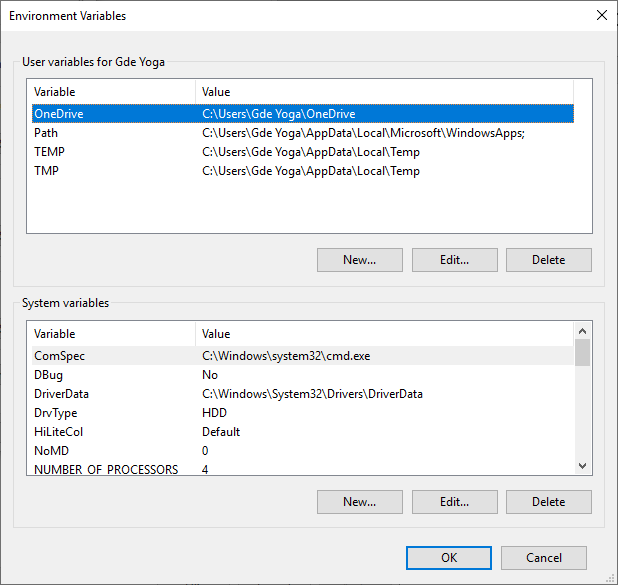 Environment Variables
User variables for Gde Yoga
Variable Value
OneDrive C:\Users\Gde Yoga\OneDrive
Path C:\Users\Gde Yoga\AppData\Local\Microsoft\WindowsApps;
TEMP C:\Users\Gde Yoga\AppData\Local\Temp
TMP C:\Users\Gde Yoga\AppData\Local\Temp
New... Edit... Delete
System variables
Variable Value
ComSpec C:\Windows\system32\cmd.exe
DBug No
DriverData C:\Windows\System32\Drivers\DriverData
DrvType HDD
HiLiteCol Default
NoMD 0
NUMBER_OF_PROCESSORS 4
New... Edit... Delete
OK Cancel